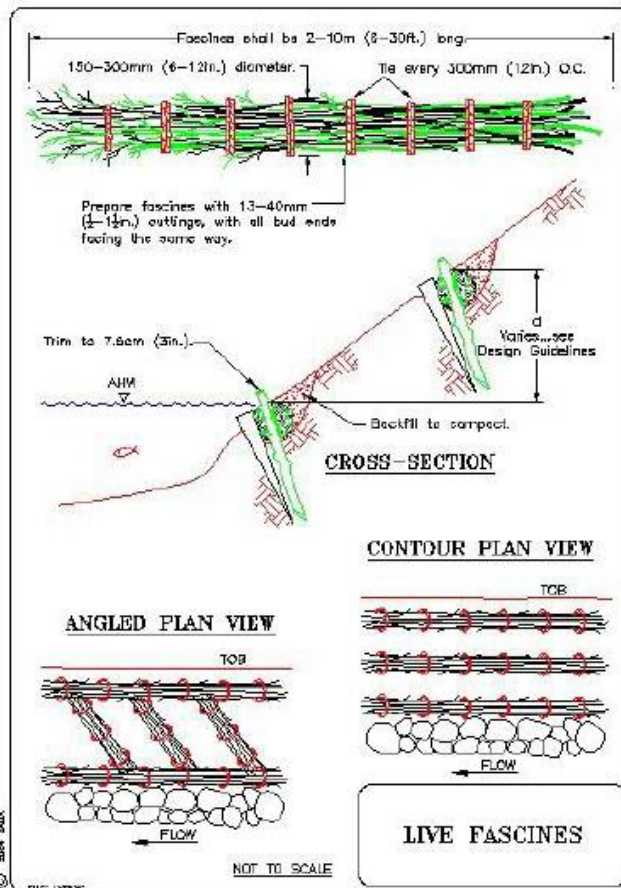 Fascines shall be 2-10m (6-30ft.) long.
150-300mm (6-12in.) diameter.
Tie every 300mm (12in.) O.C.
Prepare fascines with 13-40mm
(½-1½in.) cuttings, with all bud ends
facing the same way.
d
Varies...see
Design Guidelines
Trim to 7.6cm (3in.).
AHW
Backfill to compact.
CROSS-SECTION
CONTOUR PLAN VIEW
TOB
FLOW
ANGLED PLAN VIEW
TOB
FLOW
NOT TO SCALE
LIVE FASCINES